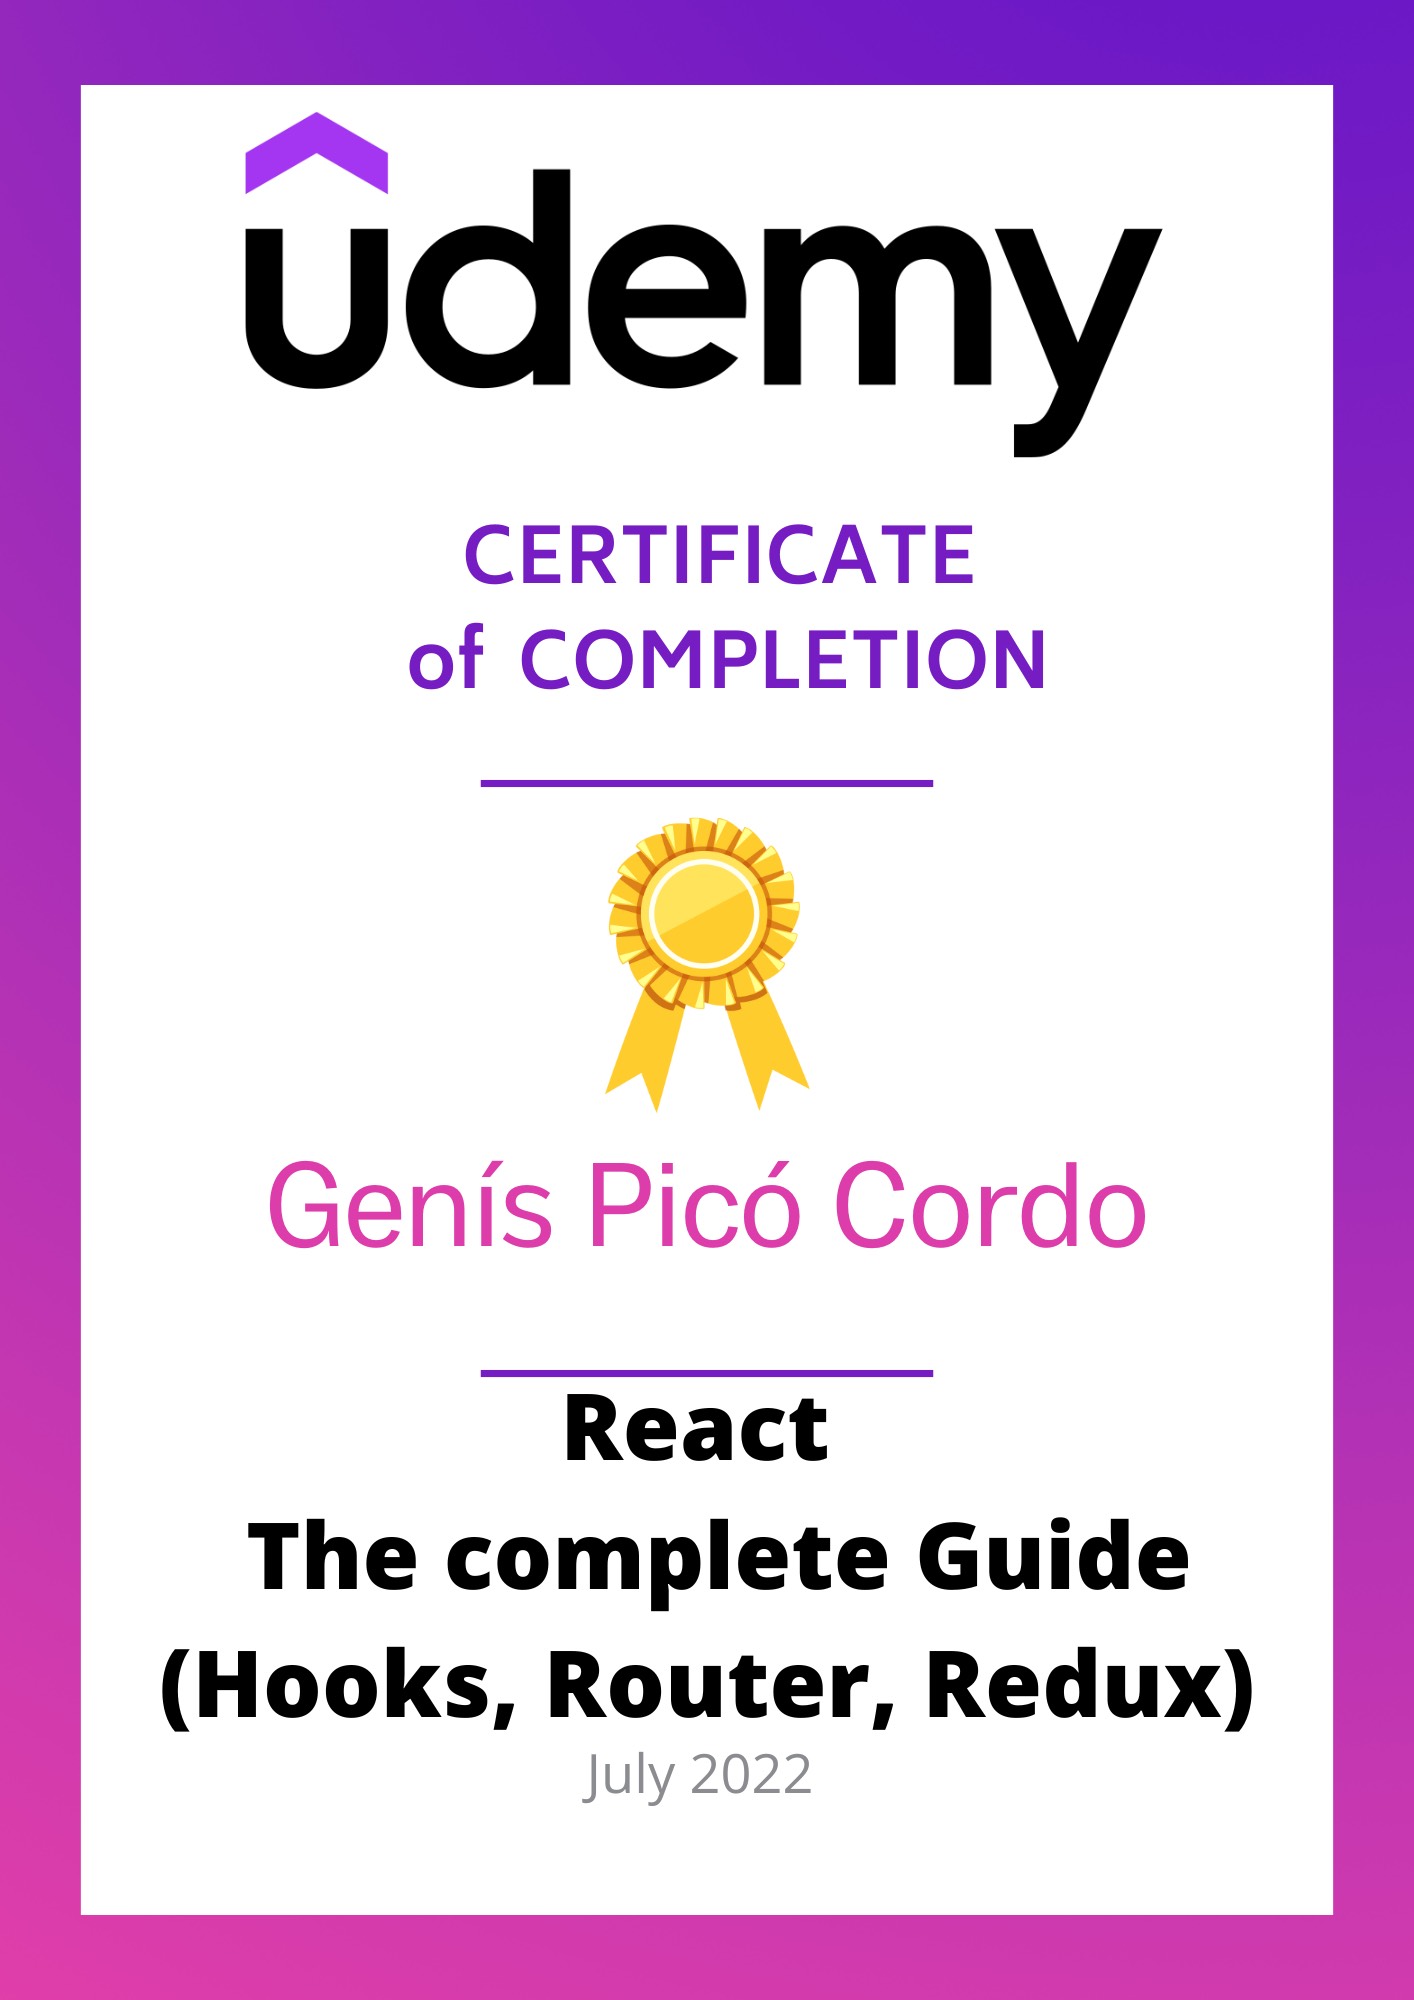 udemy
CERTIFICATE
of COMPLETION
Genís Picó Cordo
React
The complete Guide
(Hooks, Router, Redux)
July 2022